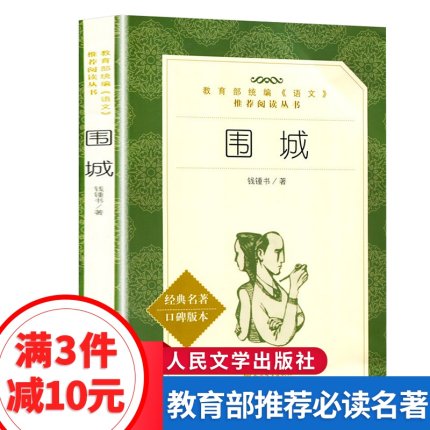 教育部统编《语文》
推荐阅读丛书
围城
钱锺书/著
教育部统编《语文》
推荐阅读丛书
围城
钱锺书/著
经典名著
口碑版本
人民文学出版社
满3件
减10元
教育部推荐必读名著